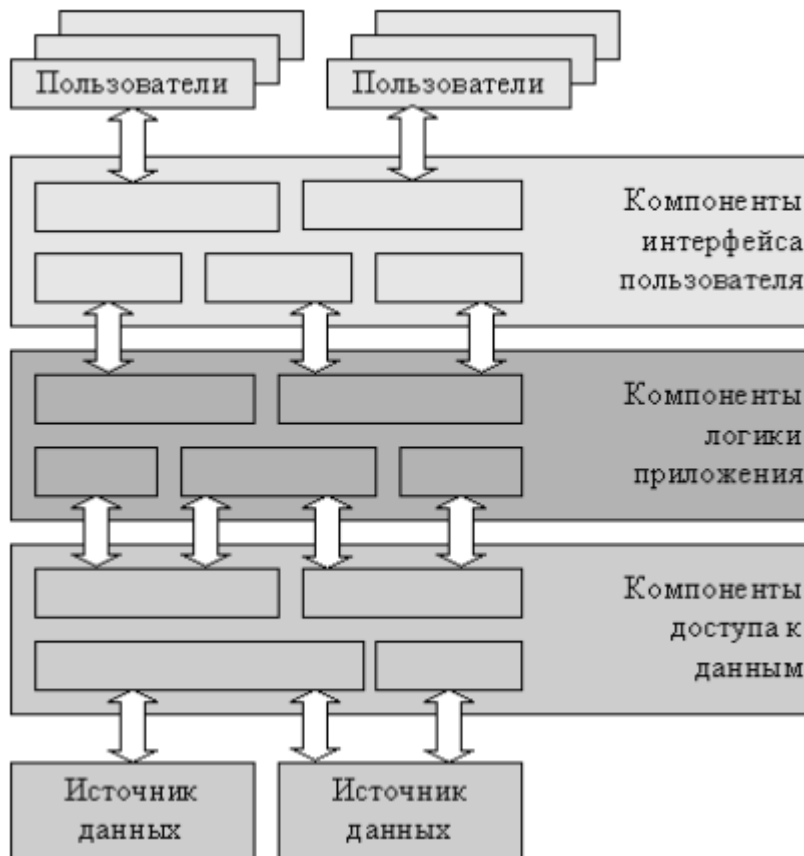 Пользователи
Пользователи
Компоненты
интерфейса
пользователя
Компоненты
логики
приложения
Компоненты
доступа к
данным
Источник
данных
Источник
данных